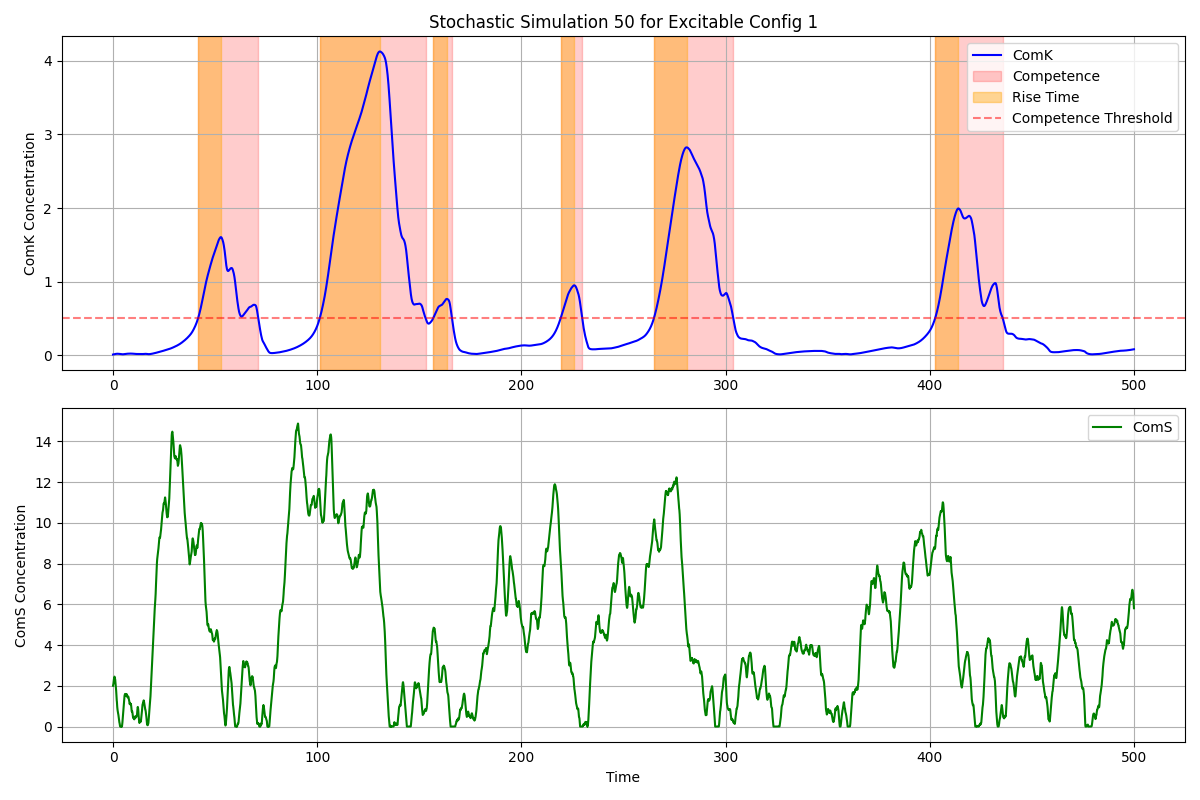 Stochastic Simulation 50 for Excitable Config 1
ComK Concentration
4
3
2
1
0
ComK
Competence
Rise Time
Competence Threshold
0 100 200 300 400 500
ComS Concentration
14
12
10
8
6
4
2
0
ComS
0 100 200 300 400 500
Time